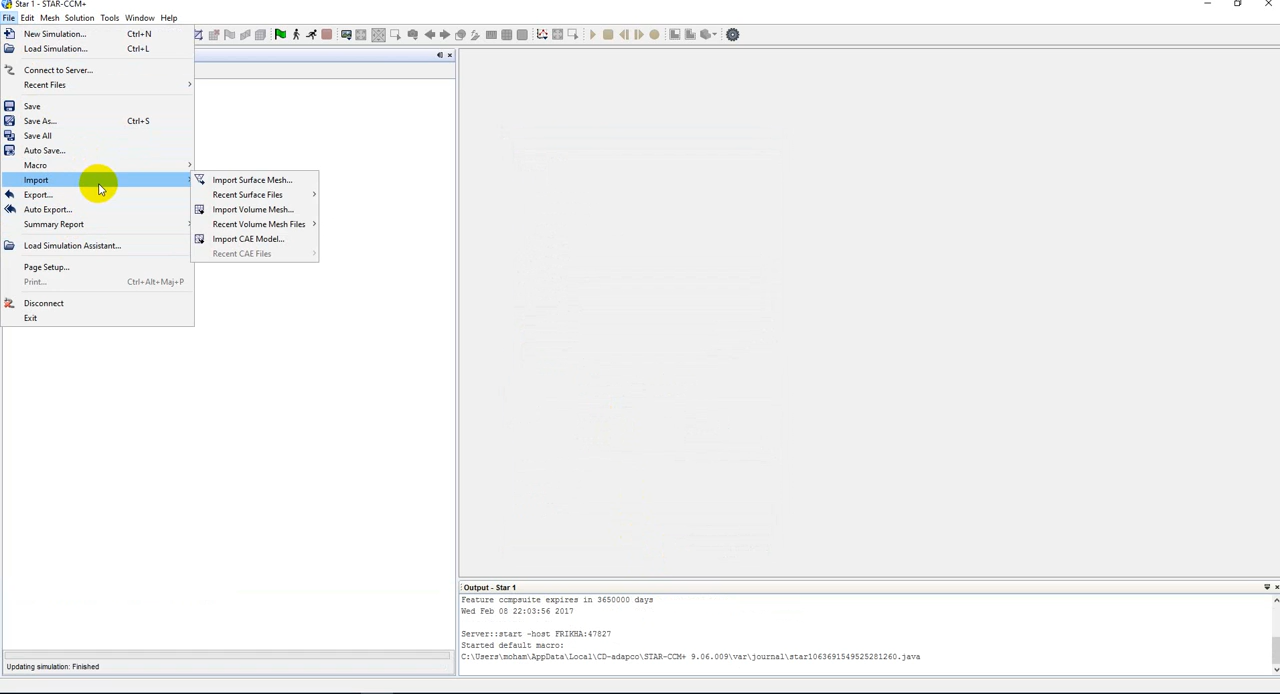 Star 1 - STAR-CCM+
File Edit Mesh Solution Tools Window Help
New Simulation... Ctrl+N
Load Simulation... Ctrl+L
Connect to Server...
Recent Files
Save
Save As... Ctrl+S
Save All
Auto Save...
Macro
Import
Export...
Auto Export...
Summary Report
Load Simulation Assistant...
Page Setup...
Print... Ctrl+Alt+Maj+P
Disconnect
Exit
Import Surface Mesh...
Recent Surface Files
Import Volume Mesh...
Recent Volume Mesh Files
Import CAE Model...
Recent CAE Files
Output - Star 1
Feature ccmpsuite expires in 3650000 days
Wed Feb 08 22:03:56 2017
Server::start -host FRIKHA:47827
Started default macro:
C:\Users\moham\AppData\Local\CD-adapco\STAR-CCM+ 9.06.009\var\journal\star1063691549525281260.java
Updating simulation: Finished